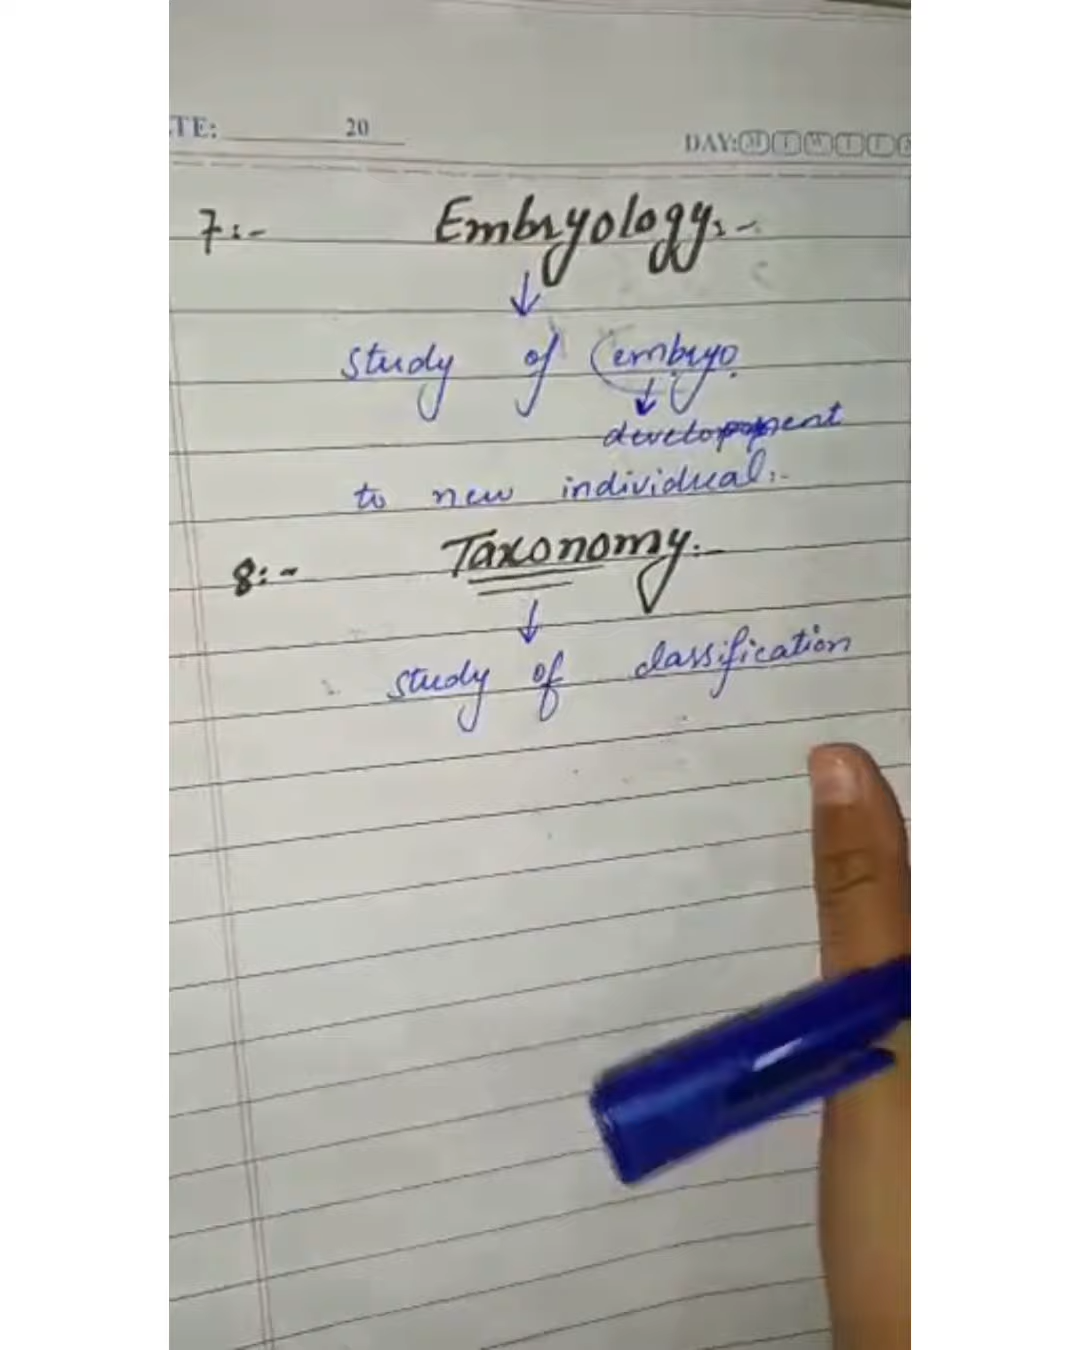 TE: 20
DAY: M T W T F
7:- Embryology:-
↓
study of (embryo
↓
development
to new individual:-
8:- Taxonomy:-
↓
study of classification